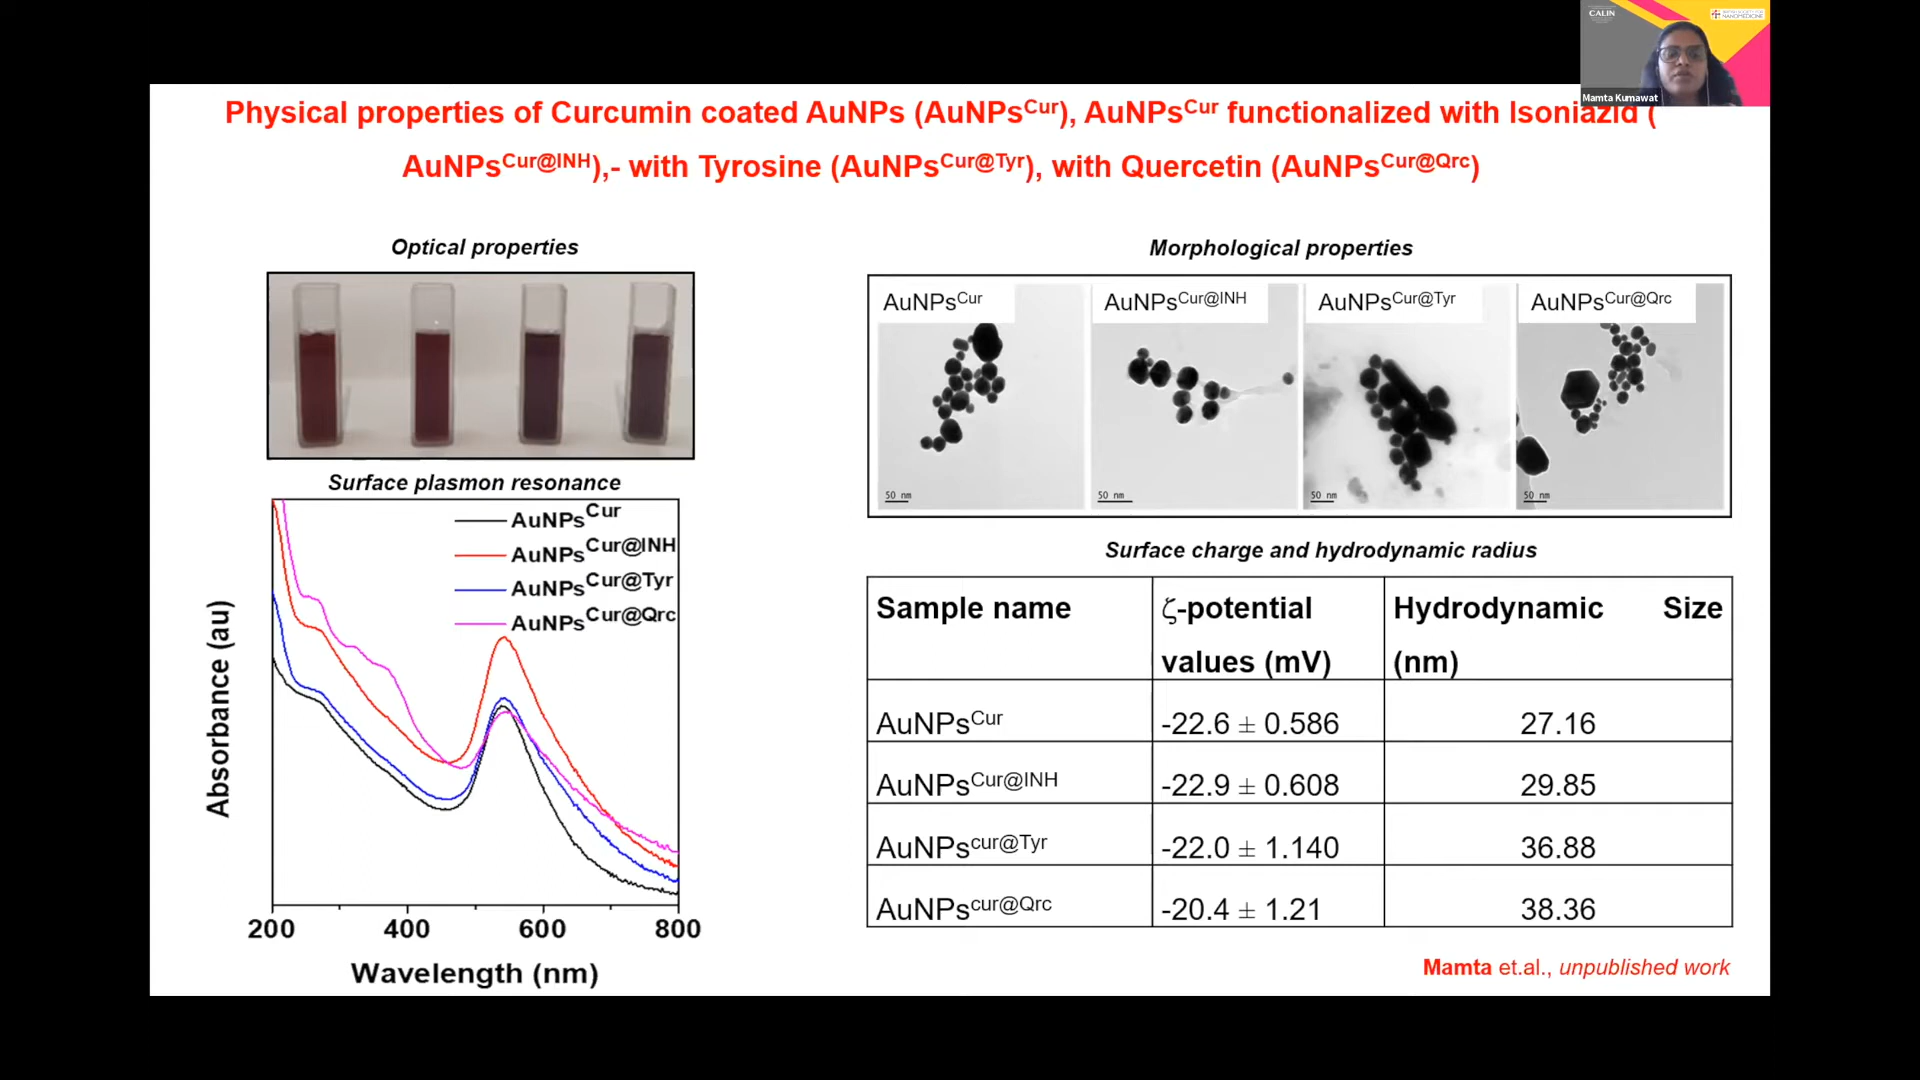 CALIN
NANOMEDICINE
Mamta Kumawat
Physical properties of Curcumin coated AuNPs (AuNPsCur), AuNPsCur functionalized with Isoniazid (
AuNPsCur@INH),- with Tyrosine (AuNPsCur@Tyr), with Quercetin (AuNPsCur@Qrc)
Optical properties
Surface plasmon resonance
AuNPsCur
AuNPsCur@INH
AuNPsCur@Tyr
AuNPsCur@Qrc
Absorbance (au)
200 400 600 800
Wavelength (nm)
Morphological properties
AuNPsCur AuNPsCur@INH AuNPsCur@Tyr AuNPsCur@Qrc
50 nm 50 nm 50 nm 50 nm
Surface charge and hydrodynamic radius
Sample name ζ-potential Hydrodynamic Size
values (mV) (nm)
AuNPsCur -22.6 ± 0.586 27.16
AuNPsCur@INH -22.9 ± 0.608 29.85
AuNPscur@Tyr -22.0 ± 1.140 36.88
AuNPscur@Qrc -20.4 ± 1.21 38.36
Mamta et.al., unpublished work